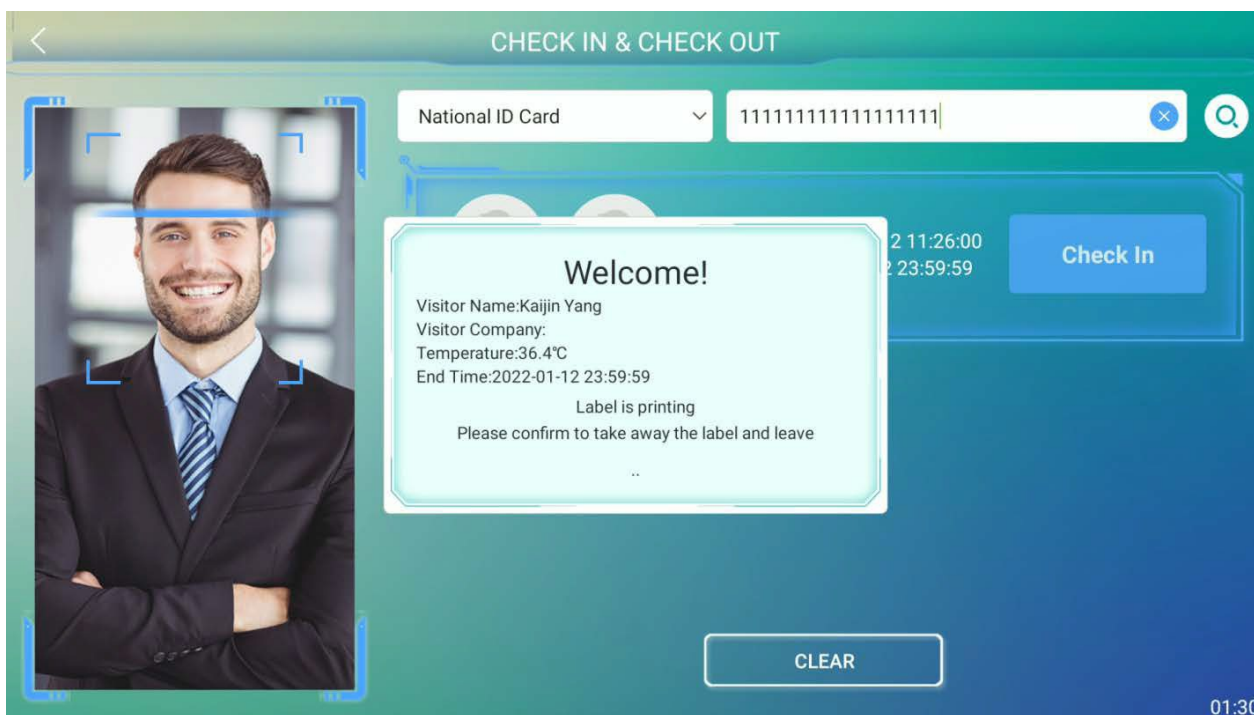 CHECK IN & CHECK OUT
National ID Card
111111111111111111
2 11:26:00
2 23:59:59
Check In
Welcome!
Visitor Name:Kaijin Yang
Visitor Company:
Temperature:36.4°C
End Time:2022-01-12 23:59:59
Label is printing
Please confirm to take away the label and leave
..
CLEAR
01:30